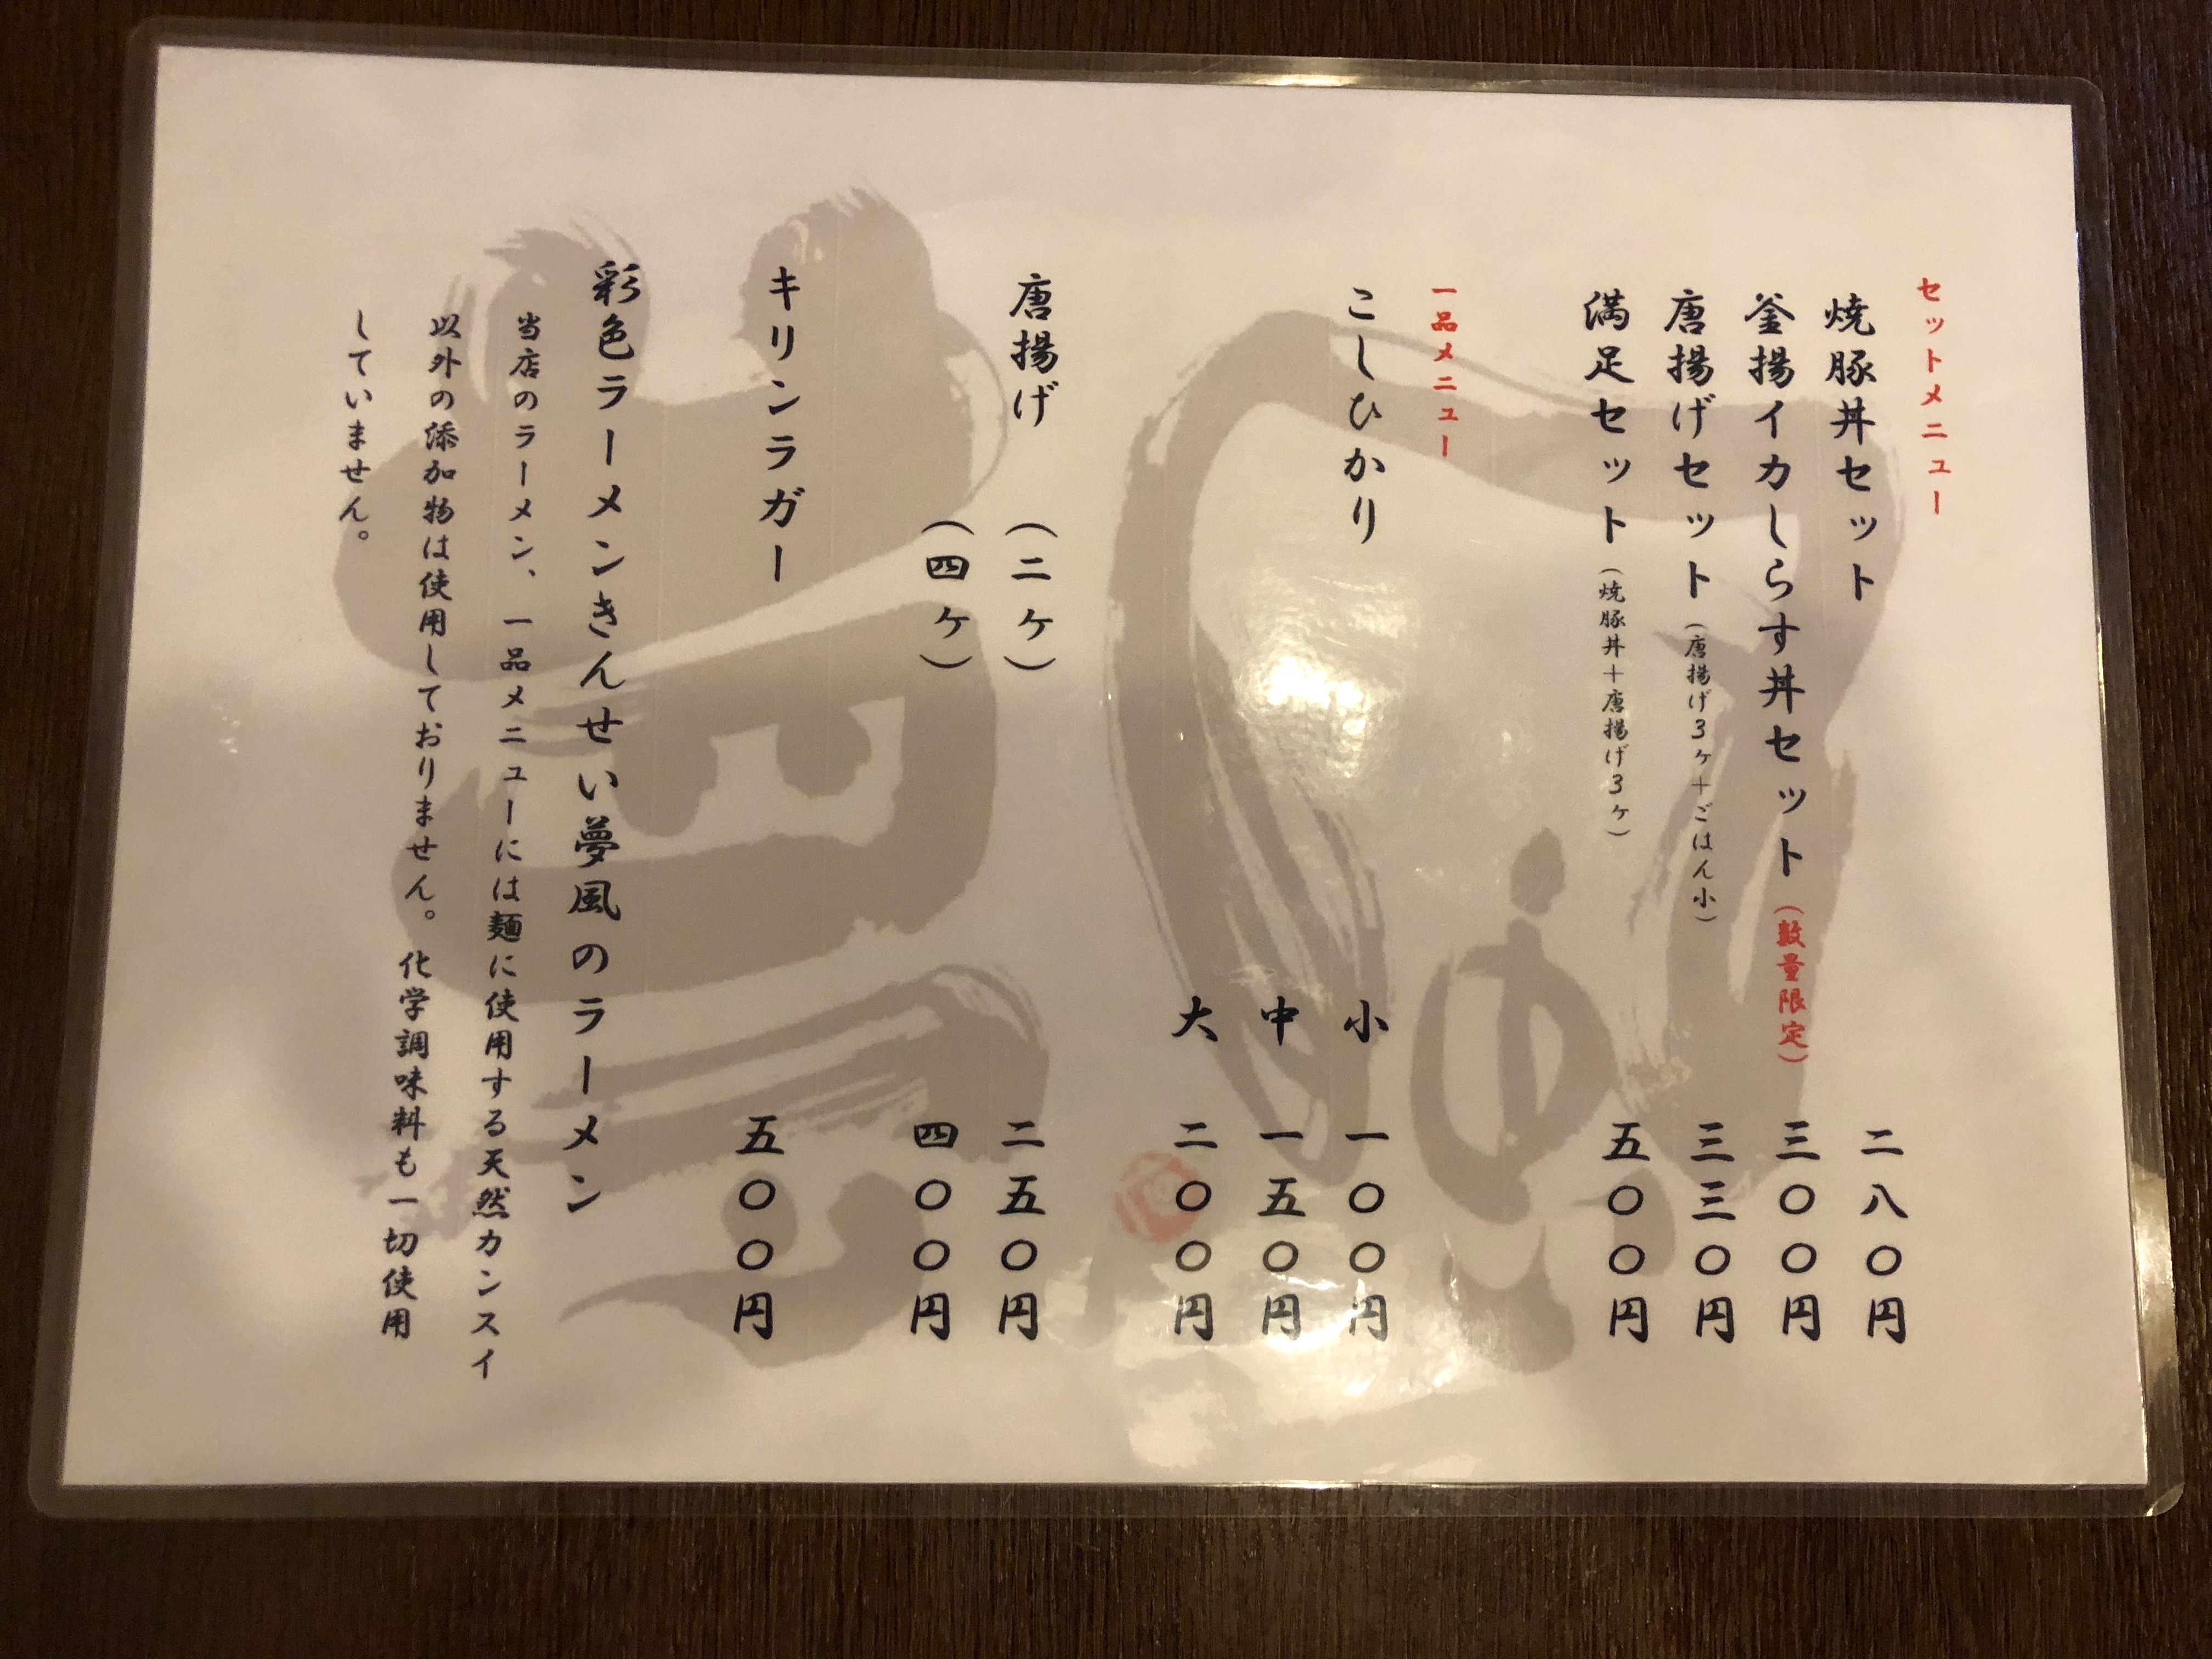 セットメニュー
焼豚丼セット 二八〇円
釜揚イカしらす丼セット（数量限定） 三〇〇円
唐揚げセット（唐揚げ3ヶ＋ごはん小） 三三〇円
満足セット（焼豚丼＋唐揚げ3ヶ） 五〇〇円
一品メニュー
こしひかり 小 一〇〇円
中 一五〇円
大 二〇〇円
唐揚げ （二ヶ） 二五〇円
（四ヶ） 四〇〇円
キリンラガー 五〇〇円
彩色ラーメンきんせい夢風のラーメン
当店のラーメン、一品メニューには麺に使用する天然カンスイ
以外の添加物は使用しておりません。化学調味料も一切使用
していません。